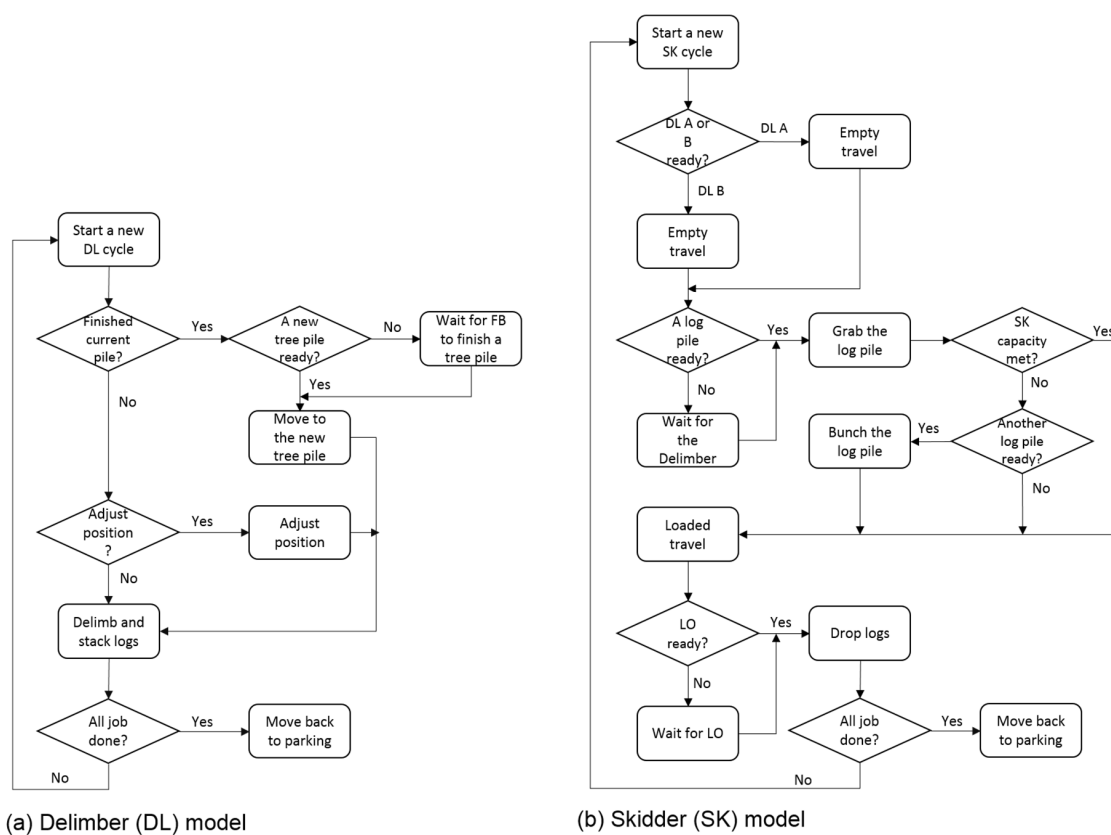 Start a new
DL cycle
Finished
current
pile?
Yes
A new
tree pile
ready?
No
Wait for FB
to finish a
tree pile
Yes
No
Move to
the new
tree pile
Adjust
position
?
Yes
Adjust
position
No
Delimb and
stack logs
All job
done?
Yes
Move back
to parking
No
(a) Delimber (DL) model
Start a new
SK cycle
DL A or
B
ready?
DL A
Empty
travel
DL B
Empty
travel
A log
pile
ready?
Yes
Grab the
log pile
SK
capacity
met?
Yes
No
No
Wait for
the
Delimber
Bunch the
log pile
Yes
Another
log pile
ready?
No
Loaded
travel
LO
ready?
Yes
Drop logs
No
Wait for LO
All job
done?
Yes
Move back
to parking
No
(b) Skidder (SK) model